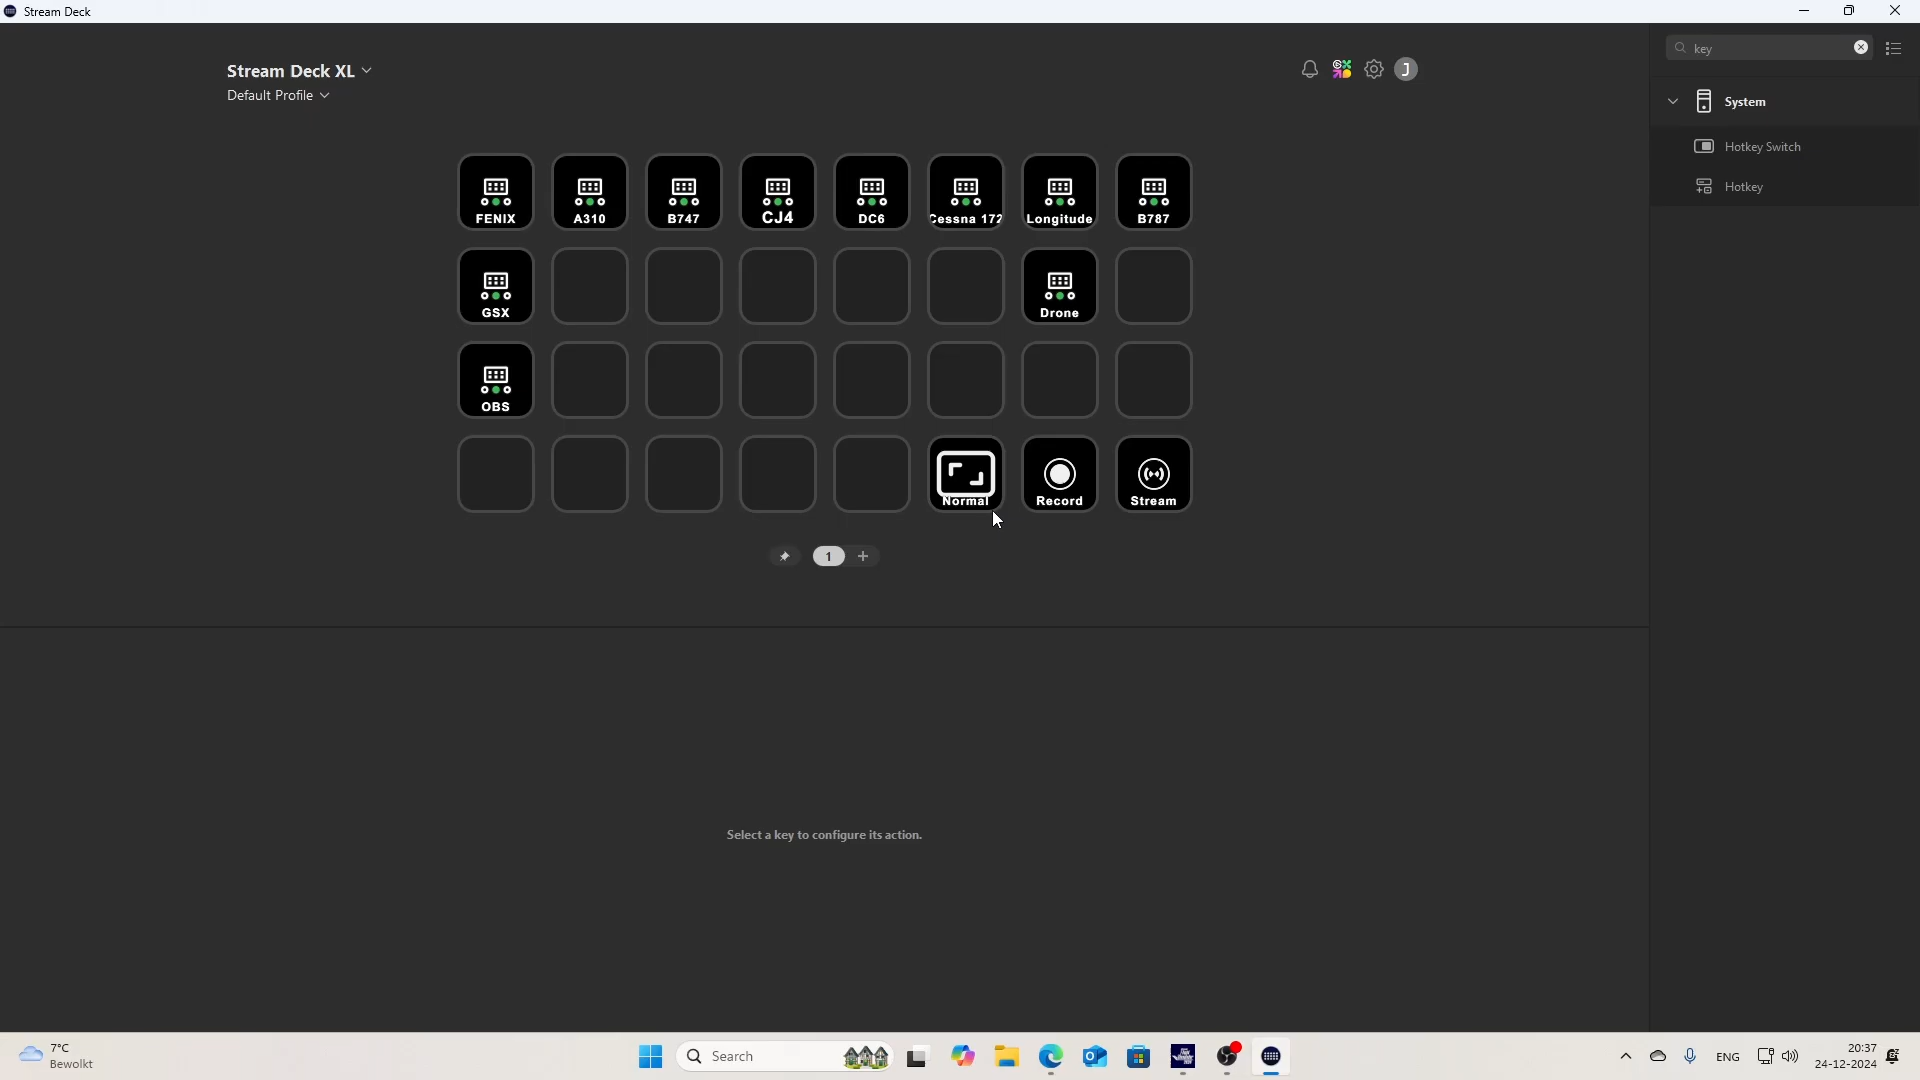 Stream Deck
Stream Deck XL
Default Profile
J
key
System
Hotkey Switch
Hotkey
FENIX
A310
B747
CJ4
DC6
Cessna 172
Longitude
B787
GSX
Drone
OBS
Normal
Record
Stream
1
Select a key to configure its action.
7°C
Bewolkt
Search
ENG
20:37
24-12-2024